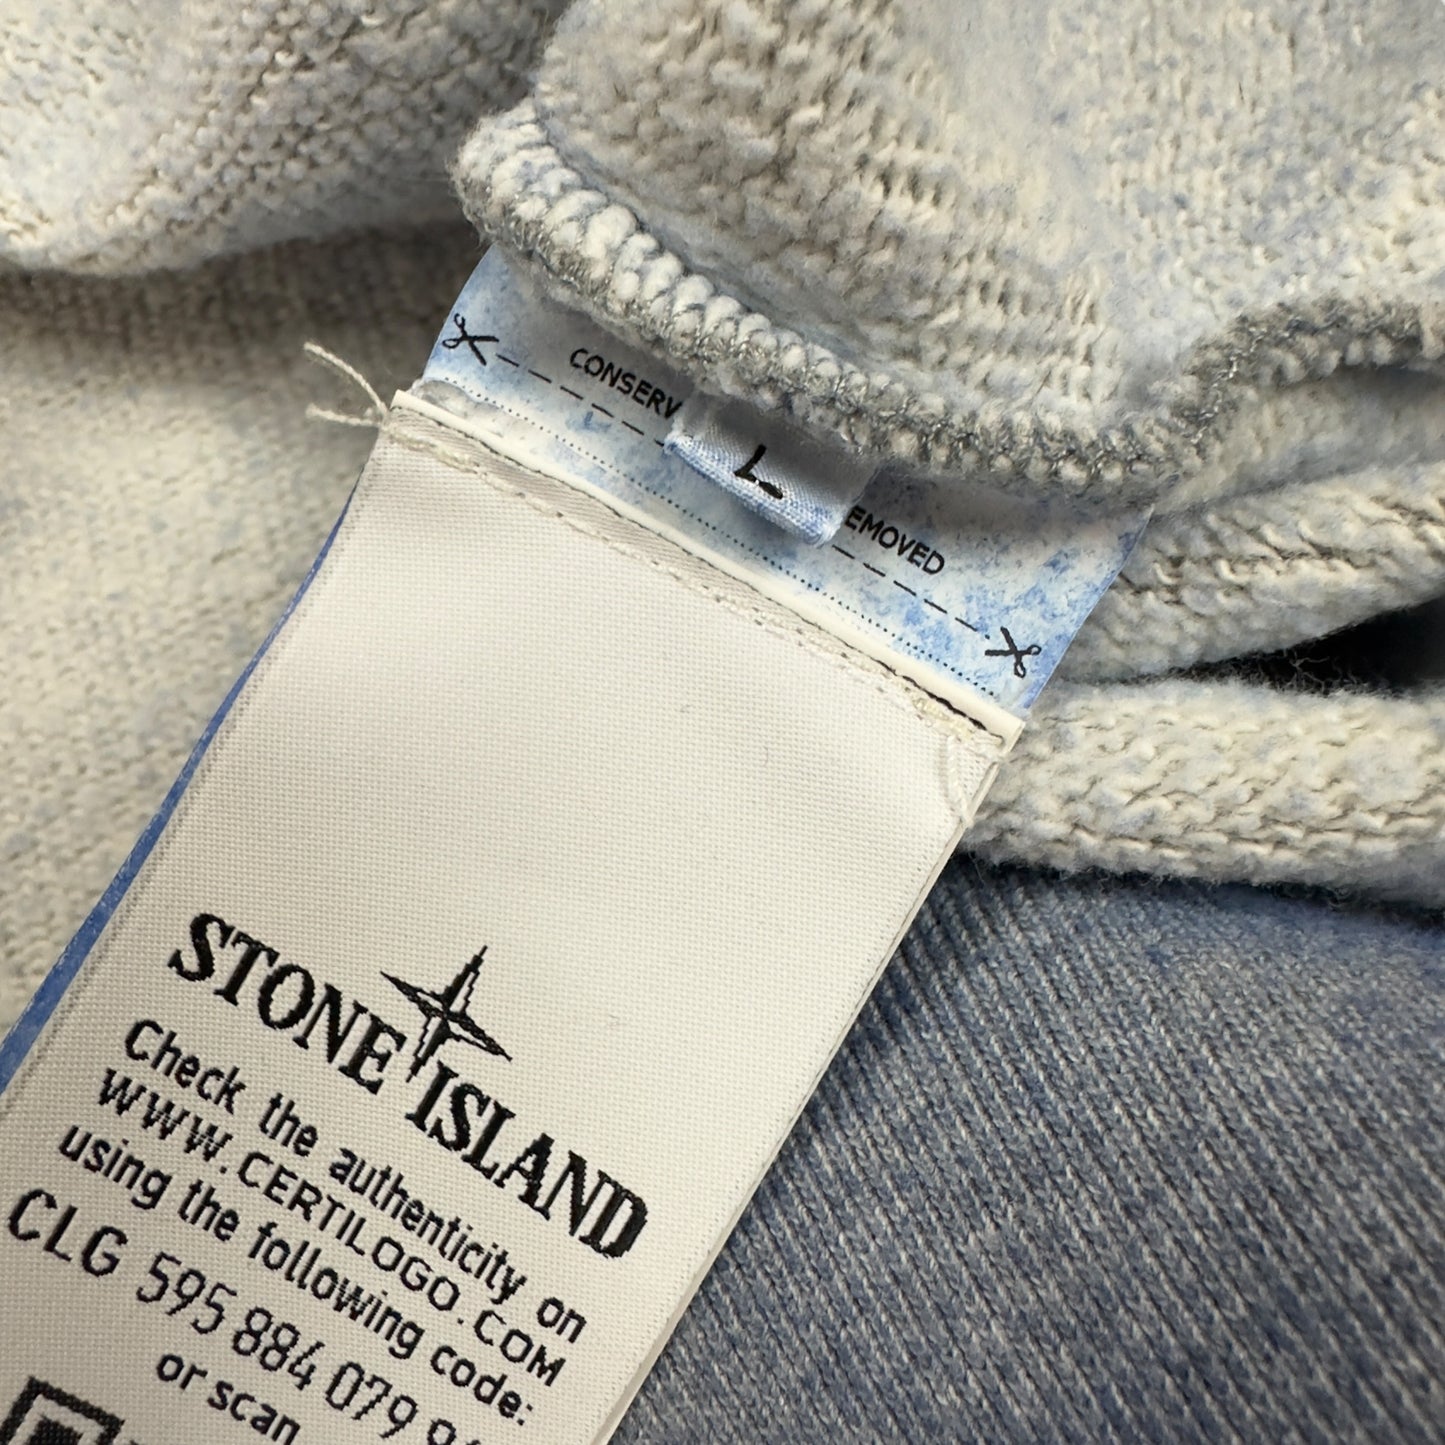 CONSERV
L
EMOVED
STONE ISLAND
Check the authenticity on
WWW.CERTILOGO.COM
using the following code:
CLG 595 884 079
or scan